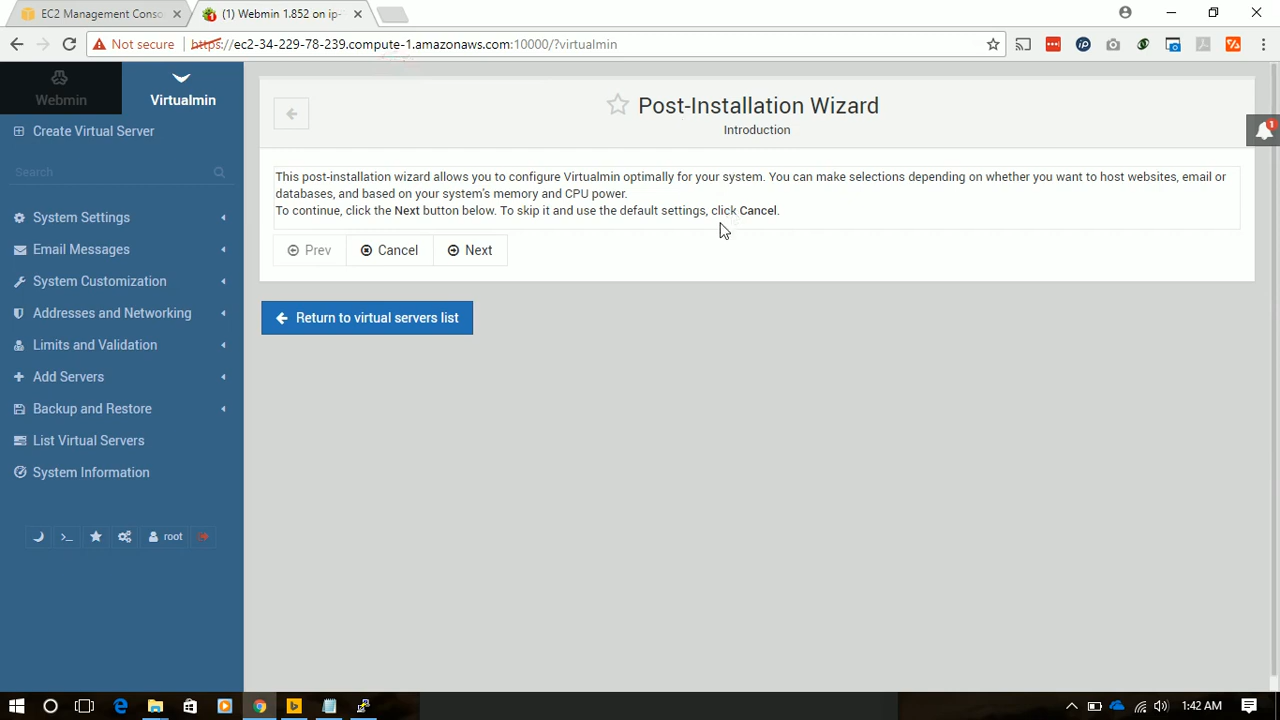 EC2 Management Conso
(1) Webmin 1.852 on ip-
Not secure
https://ec2-34-229-78-239.compute-1.amazonaws.com:10000/?virtualmin
Webmin
Virtualmin
Create Virtual Server
Search
System Settings
Email Messages
System Customization
Addresses and Networking
Limits and Validation
Add Servers
Backup and Restore
List Virtual Servers
System Information
root
Post-Installation Wizard
Introduction
1
This post-installation wizard allows you to configure Virtualmin optimally for your system. You can make selections depending on whether you want to host websites, email or
databases, and based on your system's memory and CPU power.
To continue, click the Next button below. To skip it and use the default settings, click Cancel.
Prev
Cancel
Next
Return to virtual servers list
1:42 AM